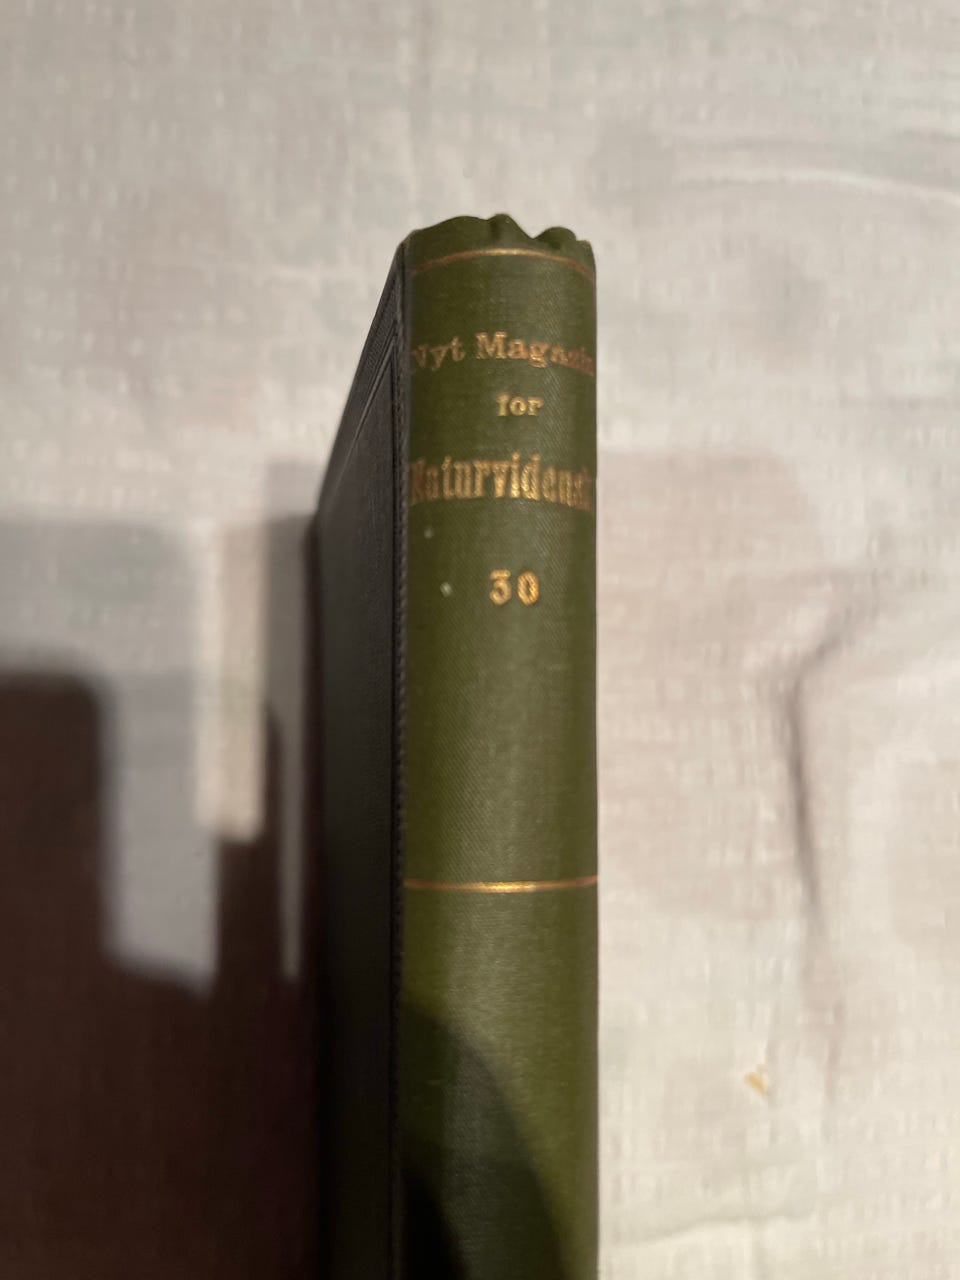 Nyt Magazin
for
Naturvidensk
30